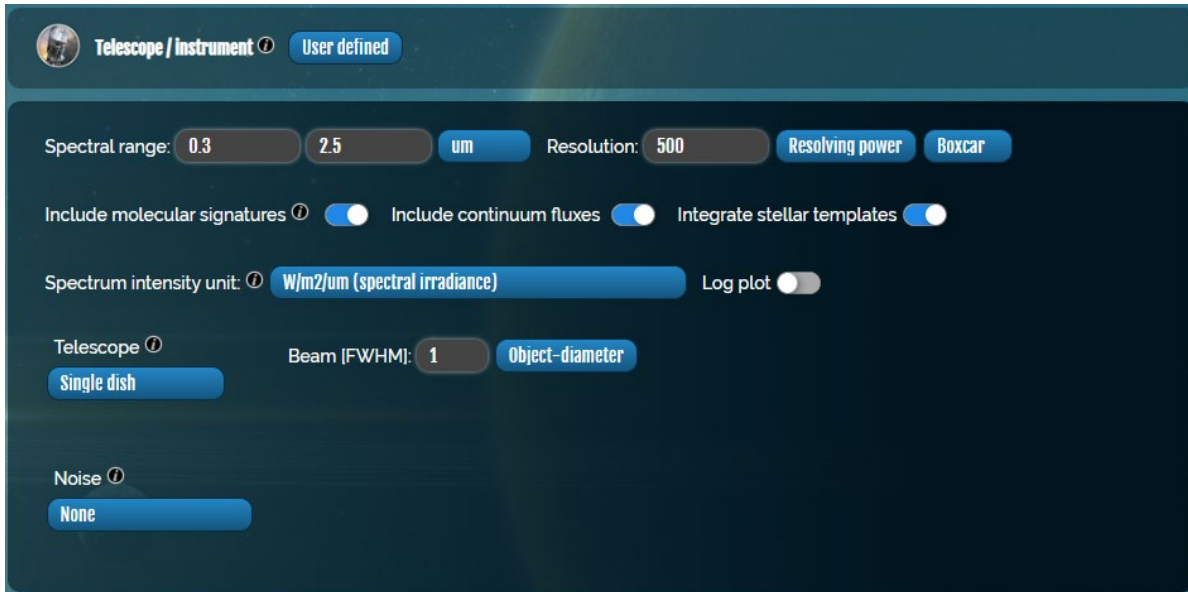 Telescope / instrument i User defined
Spectral range: 0.3 2.5 um Resolution: 500 Resolving power Boxcar
Include molecular signatures i Include continuum fluxes Integrate stellar templates
Spectrum intensity unit: i W/m2/um (spectral irradiance) Log plot
Telescope i
Beam [FWHM]: 1 Object-diameter
Single dish
Noise i
None